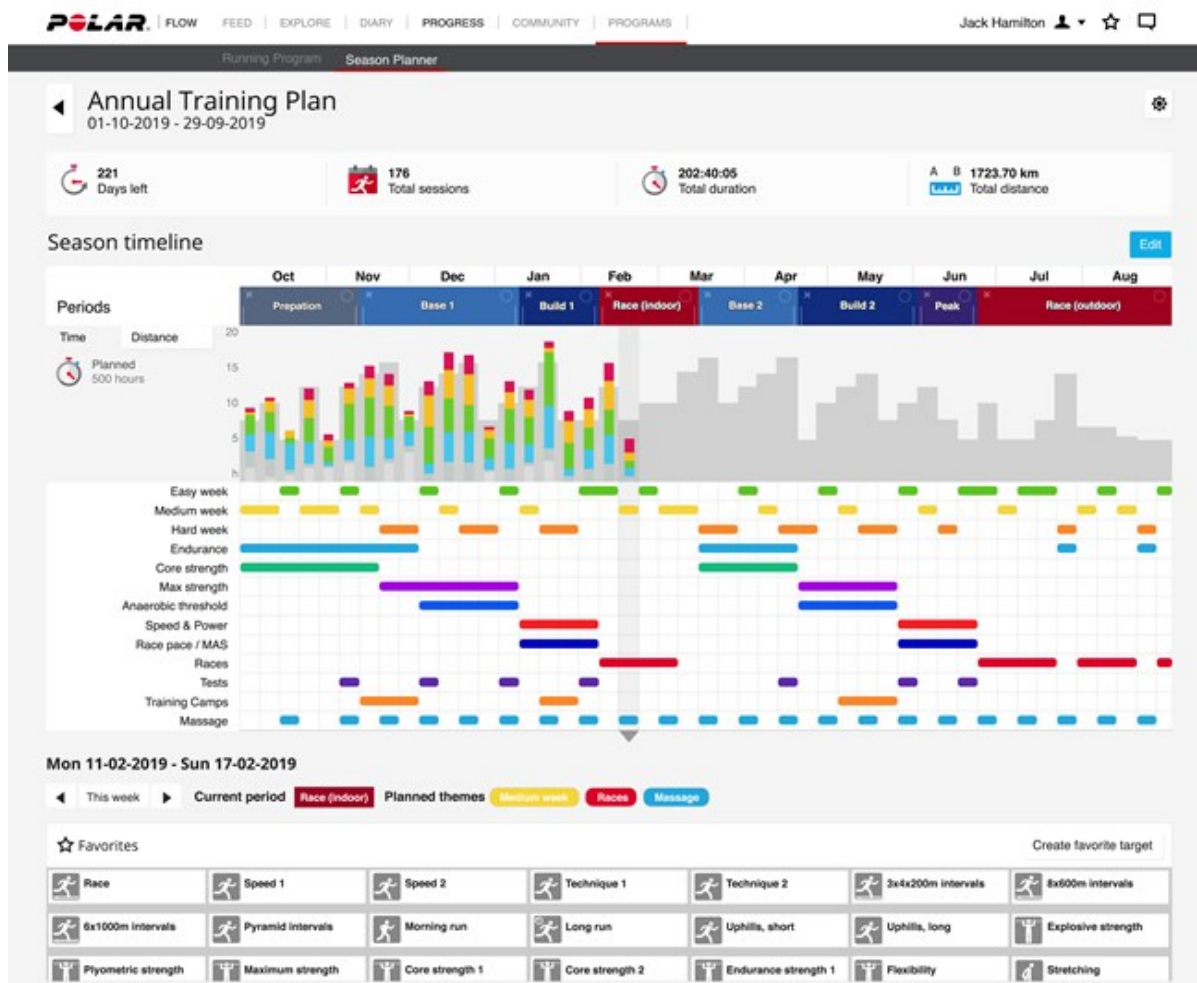 POLAR. FLOW FEED EXPLORE DIARY PROGRESS COMMUNITY PROGRAMS Jack Hamilton
Running Program Season Planner
Annual Training Plan
01-10-2019 - 29-09-2019
221 Days left
176 Total sessions
202:40:05 Total duration
A B 1723.70 km Total distance
Season timeline Edit
Oct Nov Dec Jan Feb Mar Apr May Jun Jul Aug
Periods Prepation Base 1 Build 1 Race (indoor) Base 2 Build 2 Peak Race (outdoor)
Time Distance
Planned
500 hours
20
15
10
5
h
Easy week
Medium week
Hard week
Endurance
Core strength
Max strength
Anaerobic threshold
Speed & Power
Race pace / MAS
Races
Tests
Training Camps
Massage
Mon 11-02-2019 - Sun 17-02-2019
This week Current period Race (indoor) Planned themes Medium week Races Massage
Favorites Create favorite target
Race Speed 1 Speed 2 Technique 1 Technique 2 3x4x200m intervals 8x600m intervals
6x1000m intervals Pyramid intervals Morning run Long run Uphills, short Uphills, long Explosive strength
Plyometric strength Maximum strength Core strength 1 Core strength 2 Endurance strength 1 Flexibility Stretching